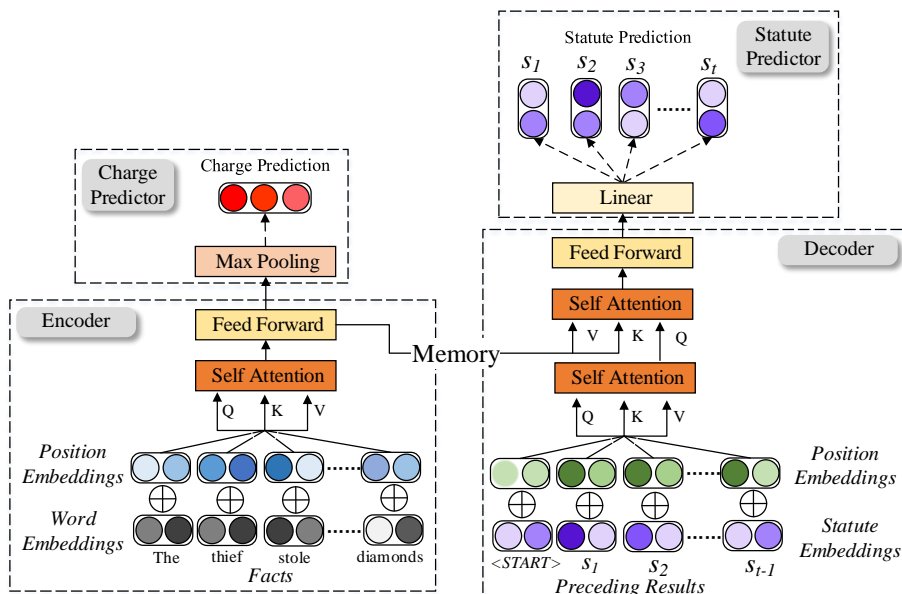 Statute Prediction
Statute
Predictor
s1 s2 s3 st
......
Charge
Predictor
Charge Prediction
Linear
Max Pooling
Feed Forward
Decoder
Encoder
Feed Forward
Self Attention
V K Q
Memory
Self Attention
Self Attention
Q K V
Q K V
Position
Embeddings
......
Position
Embeddings
......
Word
Embeddings
......
The thief stole diamonds
Facts
Statute
Embeddings
......
<START> s1 s2 st-1
Preceding Results